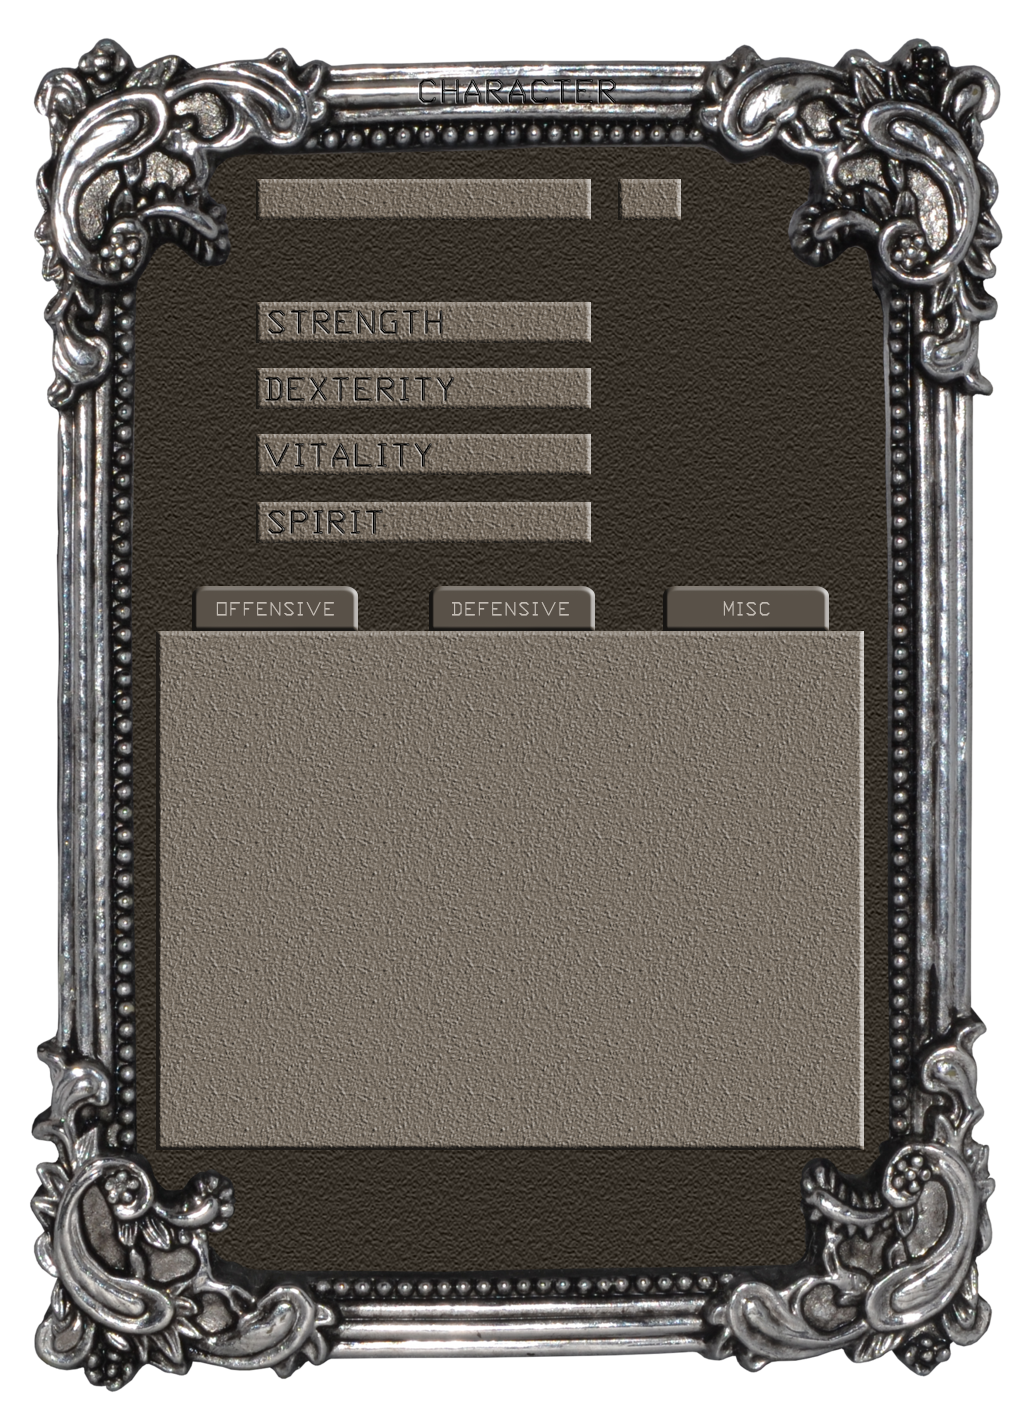 CHARACTER
STRENGTH
DEXTERITY
VITALITY
SPIRIT
OFFENSIVE DEFENSIVE MISC